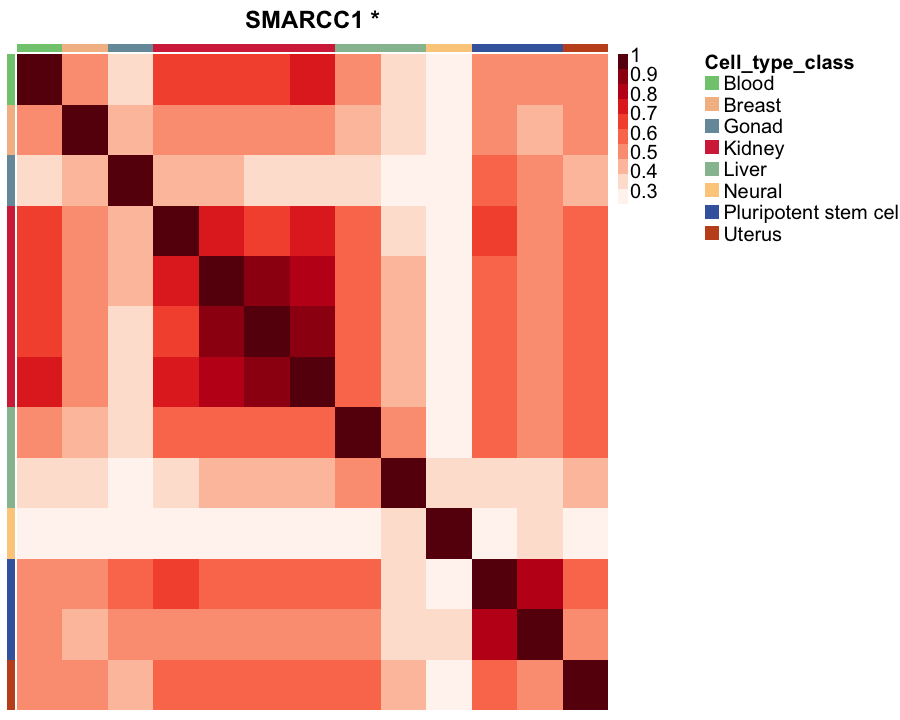 SMARCC1 *
1
0.9
0.8
0.7
0.6
0.5
0.4
0.3
Cell_type_class
Blood
Breast
Gonad
Kidney
Liver
Neural
Pluripotent stem cel
Uterus